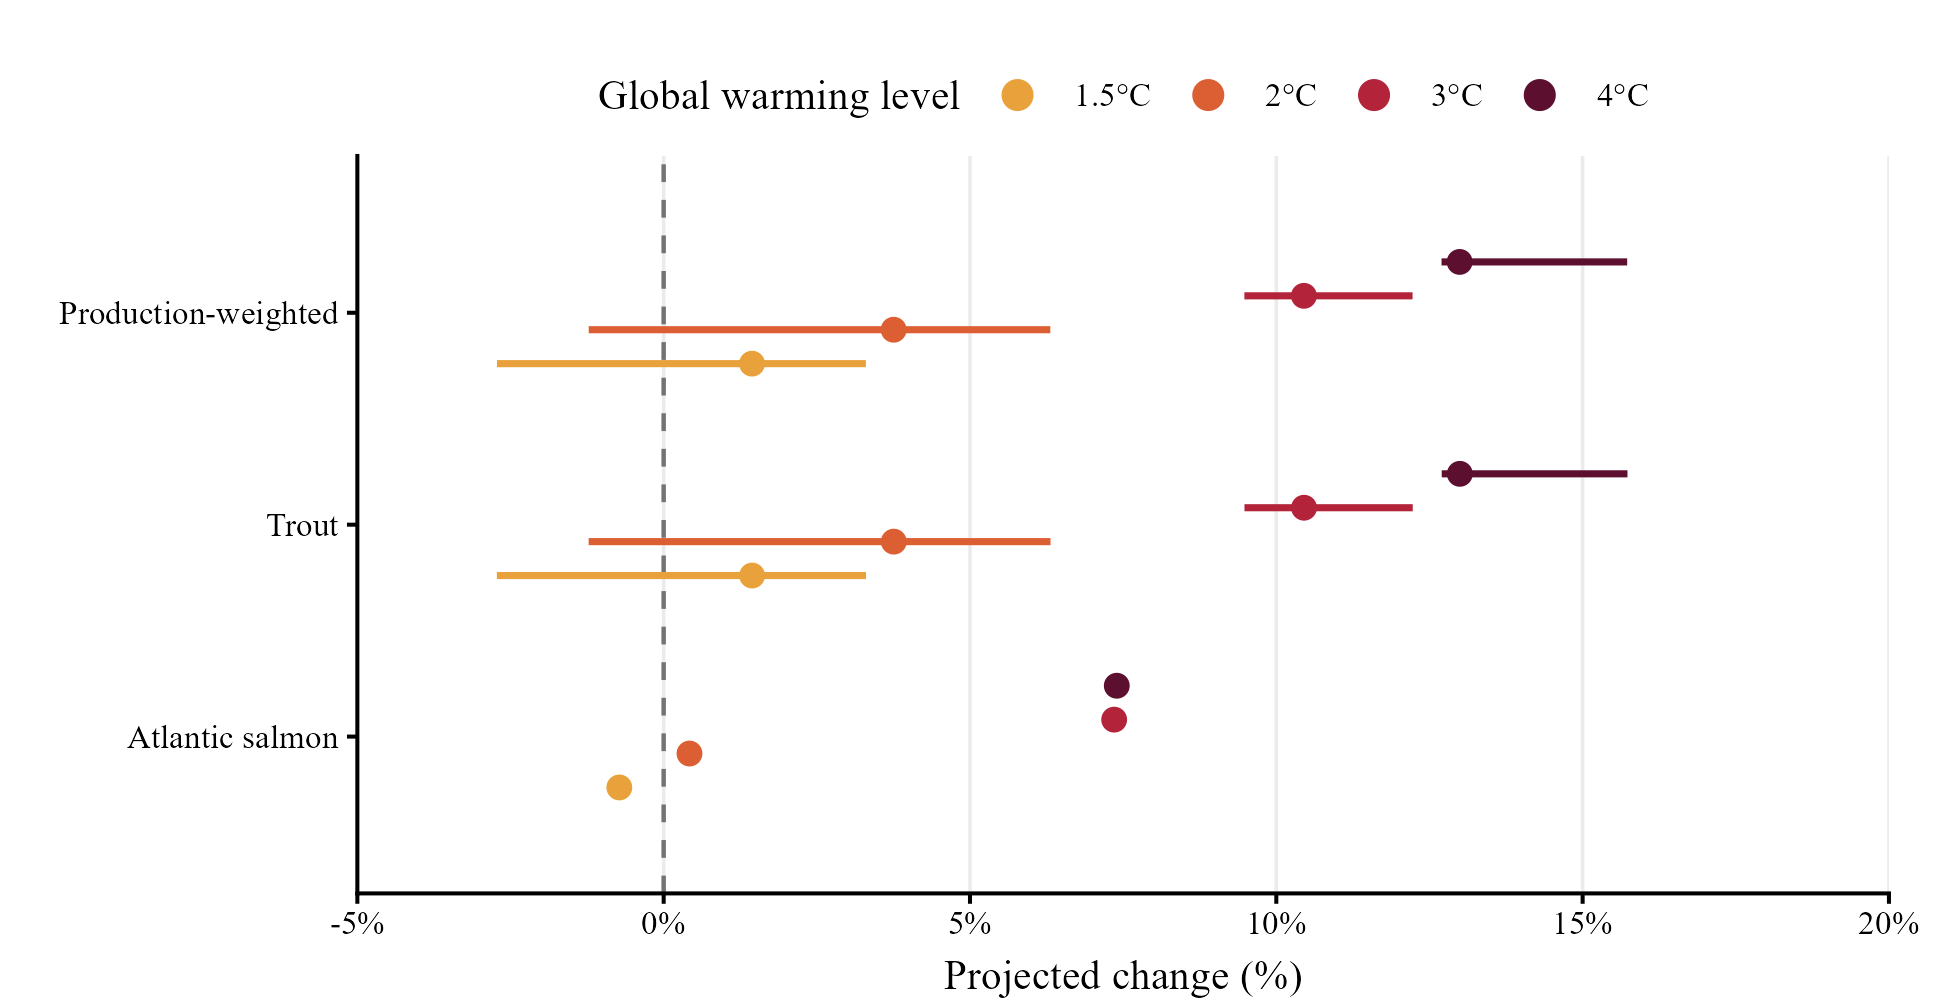 Global warming level 1.5°C 2°C 3°C 4°C
Production-weighted
Trout
Atlantic salmon
-5% 0% 5% 10% 15% 20%
Projected change (%)